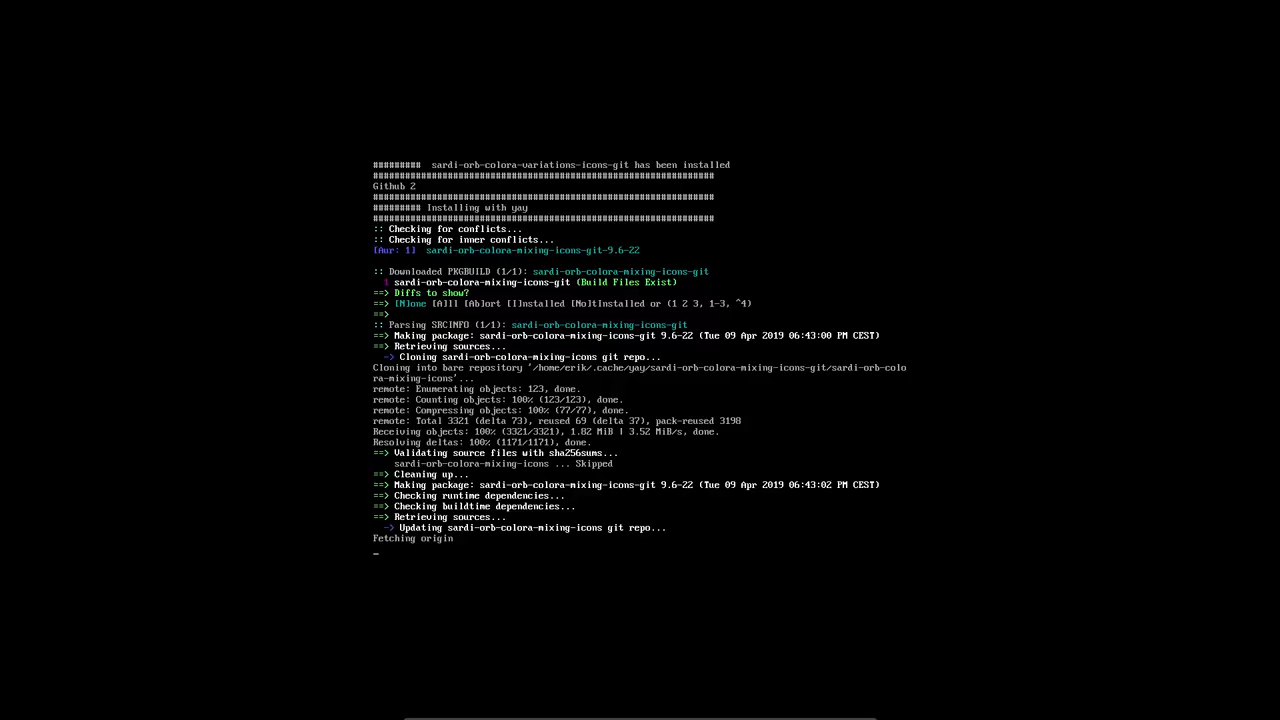 #########  sardi-orb-colora-variations-icons-git has been installed
################################################################
Github 2
################################################################
######### Installing with yay
################################################################
:: Checking for conflicts...
:: Checking for inner conflicts...
[Aur: 1]  sardi-orb-colora-mixing-icons-git-9.6-22
:: Downloaded PKGBUILD (1/1): sardi-orb-colora-mixing-icons-git
  1 sardi-orb-colora-mixing-icons-git (Build Files Exist)
==> Diffs to show?
==> [N]one [A]ll [Ab]ort [I]nstalled [No]tInstalled or (1 2 3, 1-3, ^4)
==>
:: Parsing SRCINFO (1/1): sardi-orb-colora-mixing-icons-git
==> Making package: sardi-orb-colora-mixing-icons-git 9.6-22 (Tue 09 Apr 2019 06:43:00 PM CEST)
==> Retrieving sources...
  -> Cloning sardi-orb-colora-mixing-icons git repo...
Cloning into bare repository '/home/erik/.cache/yay/sardi-orb-colora-mixing-icons-git/sardi-orb-colo
ra-mixing-icons'...
remote: Enumerating objects: 123, done.
remote: Counting objects: 100% (123/123), done.
remote: Compressing objects: 100% (77/77), done.
remote: Total 3321 (delta 73), reused 69 (delta 37), pack-reused 3198
Receiving objects: 100% (3321/3321), 1.82 MiB | 3.52 MiB/s, done.
Resolving deltas: 100% (1171/1171), done.
==> Validating source files with sha256sums...
    sardi-orb-colora-mixing-icons ... Skipped
==> Cleaning up...
==> Making package: sardi-orb-colora-mixing-icons-git 9.6-22 (Tue 09 Apr 2019 06:43:02 PM CEST)
==> Checking runtime dependencies...
==> Checking buildtime dependencies...
==> Retrieving sources...
  -> Updating sardi-orb-colora-mixing-icons git repo...
Fetching origin
_